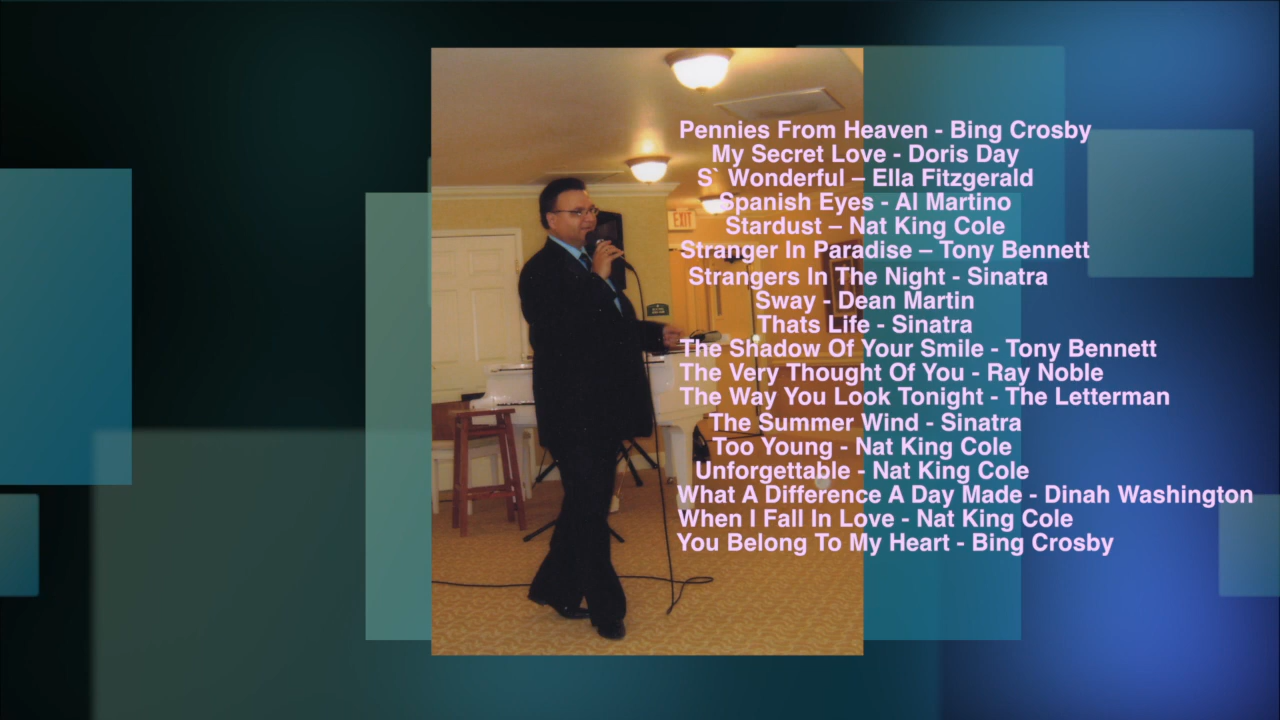 EXIT
Pennies From Heaven - Bing Crosby
My Secret Love - Doris Day
S` Wonderful – Ella Fitzgerald
Spanish Eyes - Al Martino
Stardust – Nat King Cole
Stranger In Paradise – Tony Bennett
Strangers In The Night - Sinatra
Sway - Dean Martin
Thats Life - Sinatra
The Shadow Of Your Smile - Tony Bennett
The Very Thought Of You - Ray Noble
The Way You Look Tonight - The Letterman
The Summer Wind - Sinatra
Too Young - Nat King Cole
Unforgettable - Nat King Cole
What A Difference A Day Made - Dinah Washington
When I Fall In Love - Nat King Cole
You Belong To My Heart - Bing Crosby